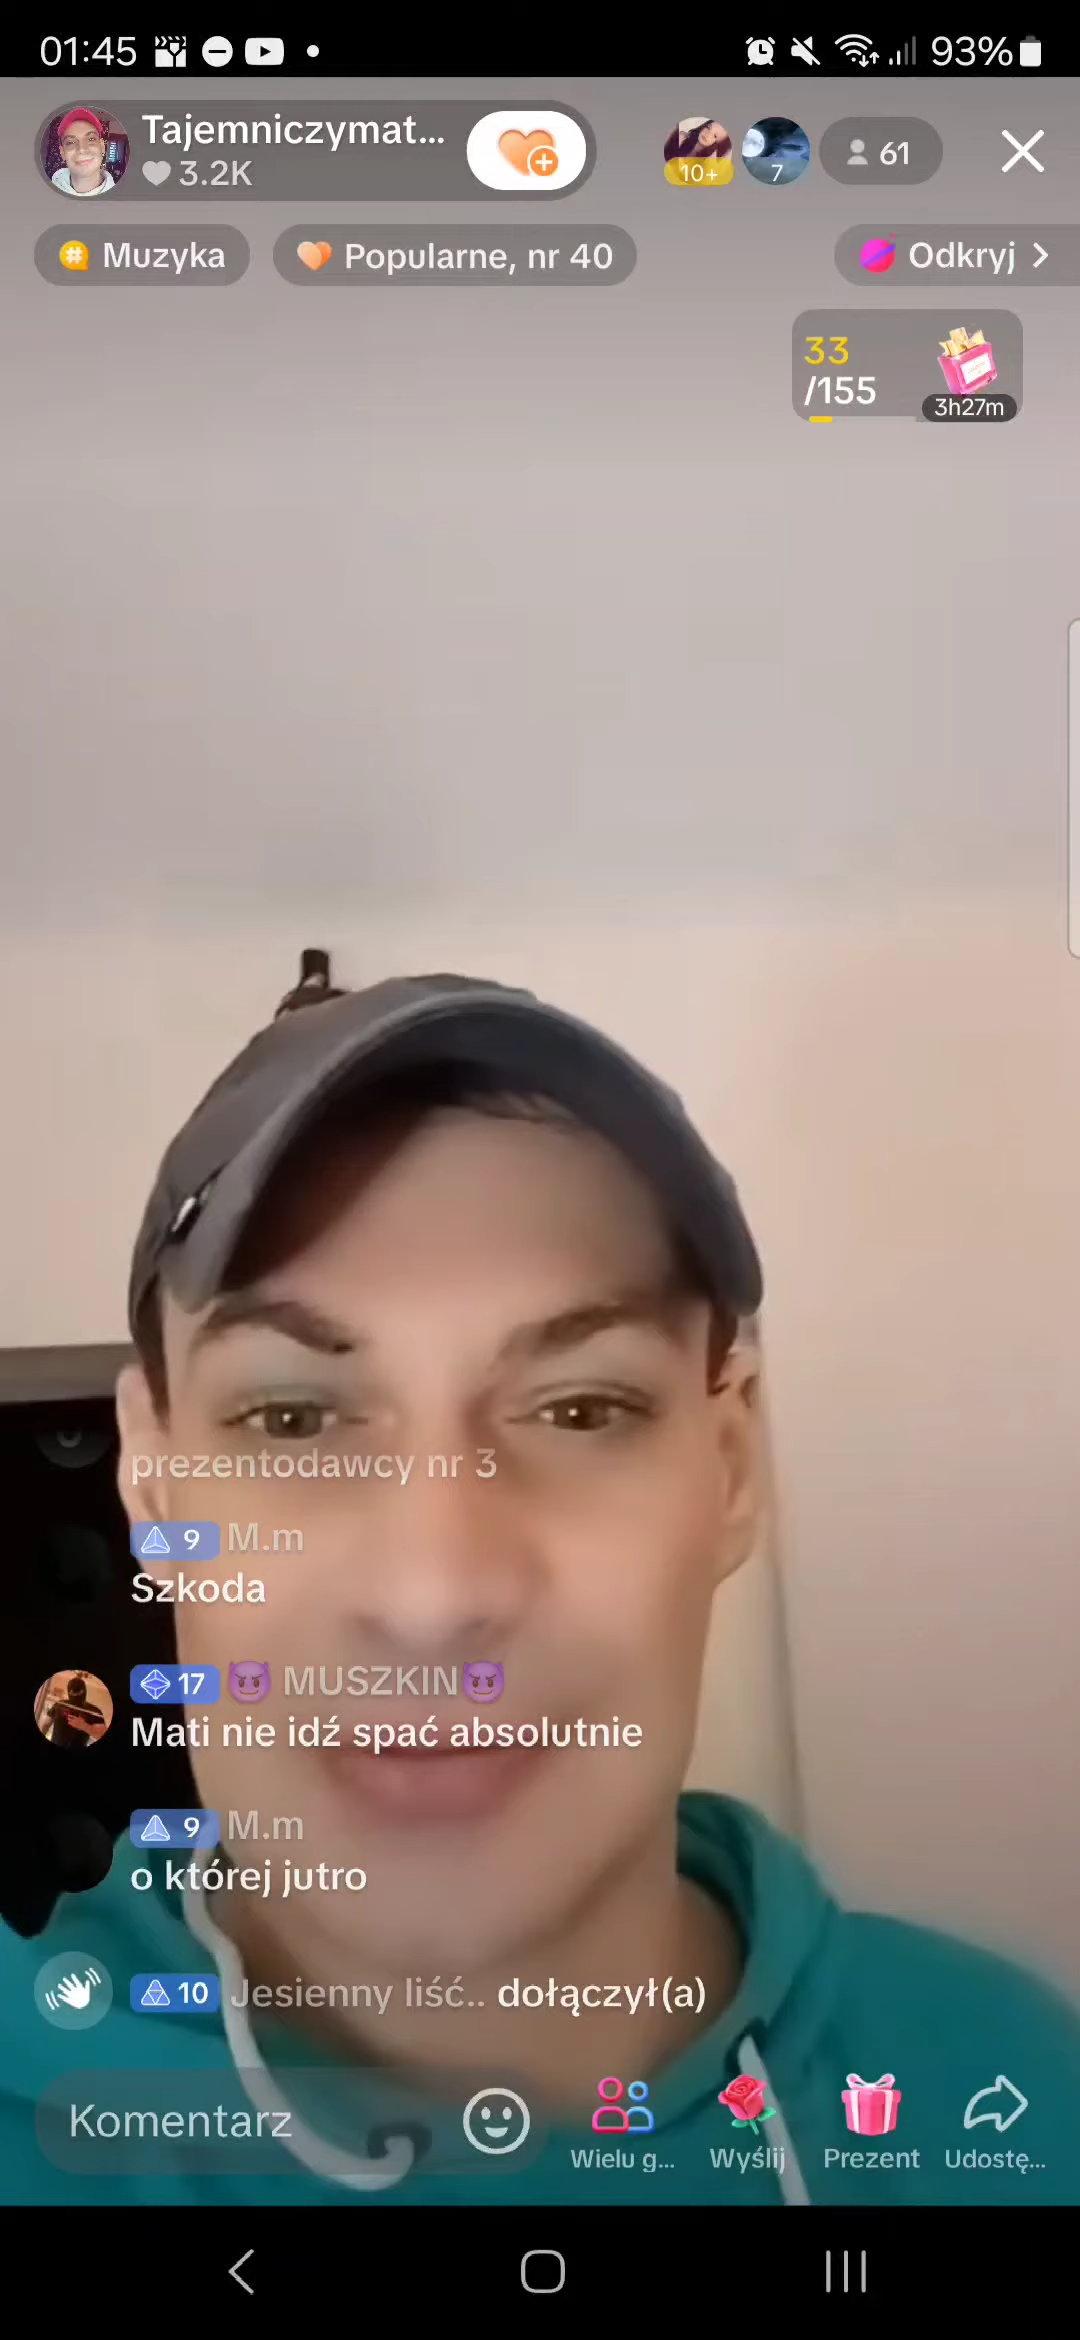 01:45
93%
Tajemniczymat...
3.2K
10+
7
61
Muzyka
Popularne, nr 40
Odkryj
33
/155
3h27m
prezentodawcy nr 3
9 M.m
Szkoda
17 😈 MUSZKIN😈
Mati nie idź spać absolutnie
9 M.m
o której jutro
10 Jesienny liść.. dołączył(a)
Komentarz
Wielu g...
Wyślij
Prezent
Udostę...